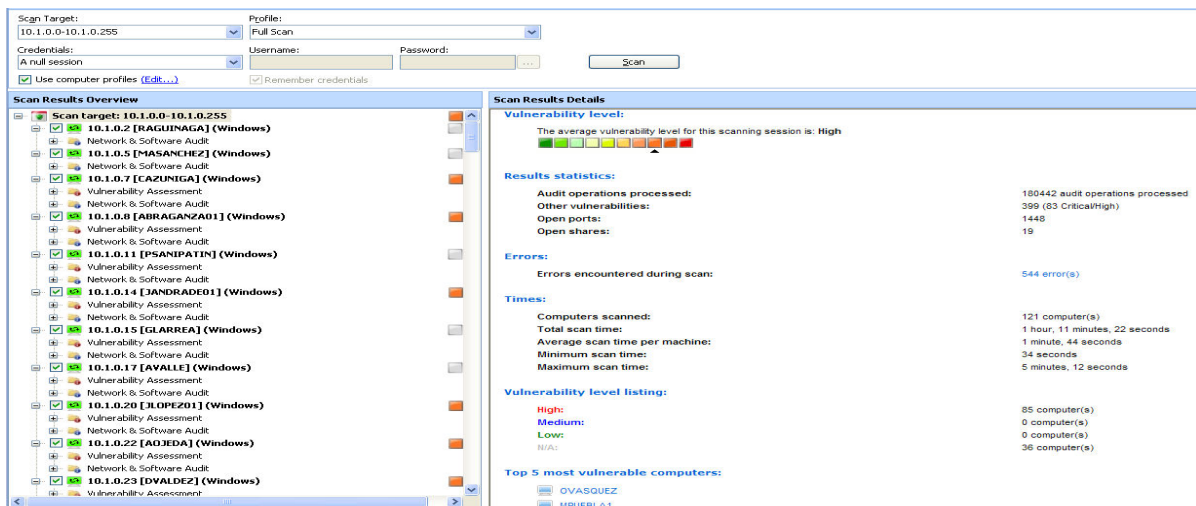 Scan Target:
Profile:
10.1.0.0-10.1.0.255
Full Scan
Credentials:
Username:
Password:
A null session
...
Scan
Use computer profiles (Edit...)
Remember credentials
Scan Results Overview
Scan target: 10.1.0.0-10.1.0.255
10.1.0.2 [RAGUINAGA] (Windows)
Network & Software Audit
10.1.0.5 [MASANCHEZ] (Windows)
Network & Software Audit
10.1.0.7 [CAZUNIGA] (Windows)
Vulnerability Assessment
Network & Software Audit
10.1.0.8 [ABRAGANZA01] (Windows)
Vulnerability Assessment
Network & Software Audit
10.1.0.11 [PSANIPATIN] (Windows)
Vulnerability Assessment
Network & Software Audit
10.1.0.14 [JANDRADE01] (Windows)
Vulnerability Assessment
Network & Software Audit
10.1.0.15 [GLARREA] (Windows)
Vulnerability Assessment
Network & Software Audit
10.1.0.17 [AVALLE] (Windows)
Vulnerability Assessment
Network & Software Audit
10.1.0.20 [JLOPEZ01] (Windows)
Vulnerability Assessment
Network & Software Audit
10.1.0.22 [AOJEDA] (Windows)
Vulnerability Assessment
Network & Software Audit
10.1.0.23 [DVALDEZ] (Windows)
Vulnerability Assessment
Scan Results Details
Vulnerability level:
The average vulnerability level for this scanning session is: High
Results statistics:
Audit operations processed: 180442 audit operations processed
Other vulnerabilities: 399 (83 Critical/High)
Open ports: 1448
Open shares: 19
Errors:
Errors encountered during scan: 544 error(s)
Times:
Computers scanned: 121 computer(s)
Total scan time: 1 hour, 11 minutes, 22 seconds
Average scan time per machine: 1 minute, 44 seconds
Minimum scan time: 34 seconds
Maximum scan time: 5 minutes, 12 seconds
Vulnerability level listing:
High: 85 computer(s)
Medium: 0 computer(s)
Low: 0 computer(s)
N/A: 36 computer(s)
Top 5 most vulnerable computers:
OVASQUEZ